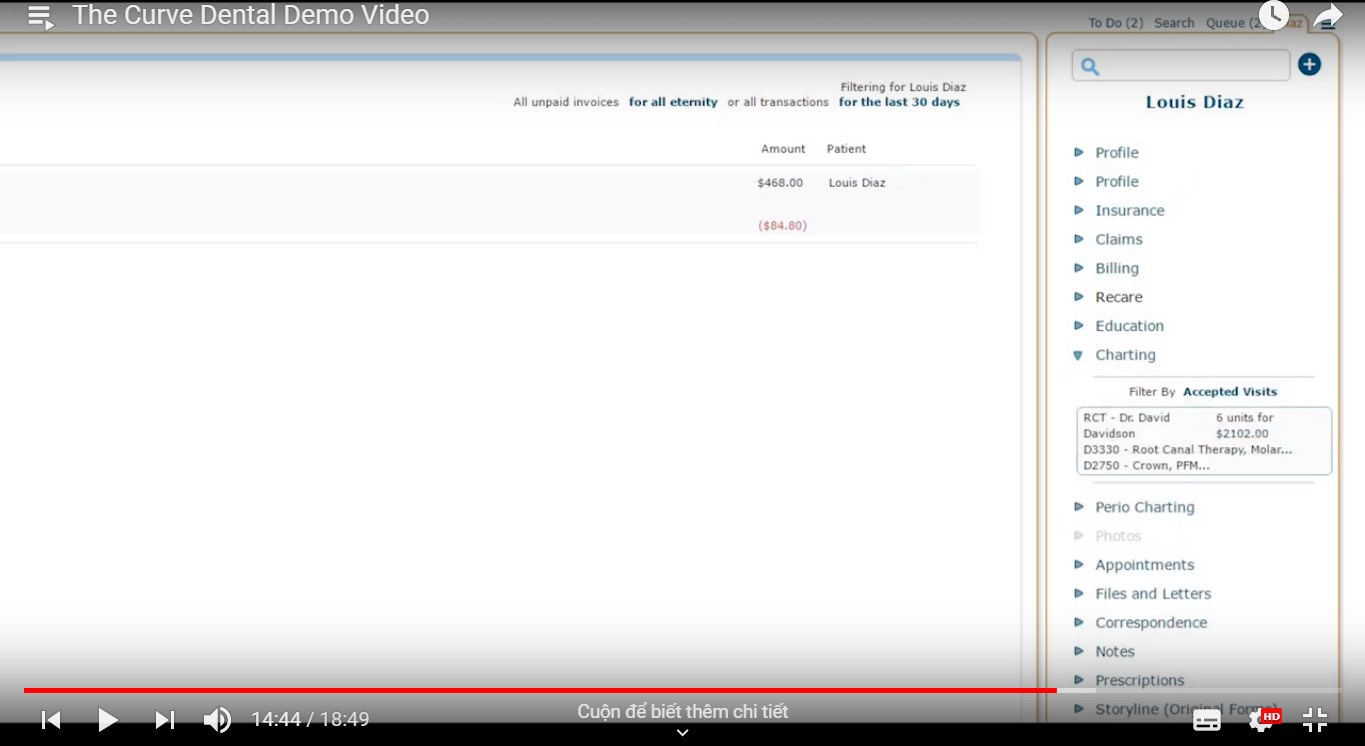 The Curve Dental Demo Video
To Do (2) Search Queue (2) iaz
Filtering for Louis Diaz
All unpaid invoices for all eternity or all transactions for the last 30 days
Amount Patient
$468.00 Louis Diaz
($84.80)
Louis Diaz
Profile
Profile
Insurance
Claims
Billing
Recare
Education
Charting
Filter By Accepted Visits
RCT - Dr. David 6 units for
Davidson $2102.00
D3330 - Root Canal Therapy, Molar...
D2750 - Crown, PFM...
Perio Charting
Photos
Appointments
Files and Letters
Correspondence
Notes
Prescriptions
Storyline (Original Forms)
14:44 / 18:49
Cuộn để biết thêm chi tiết
HD